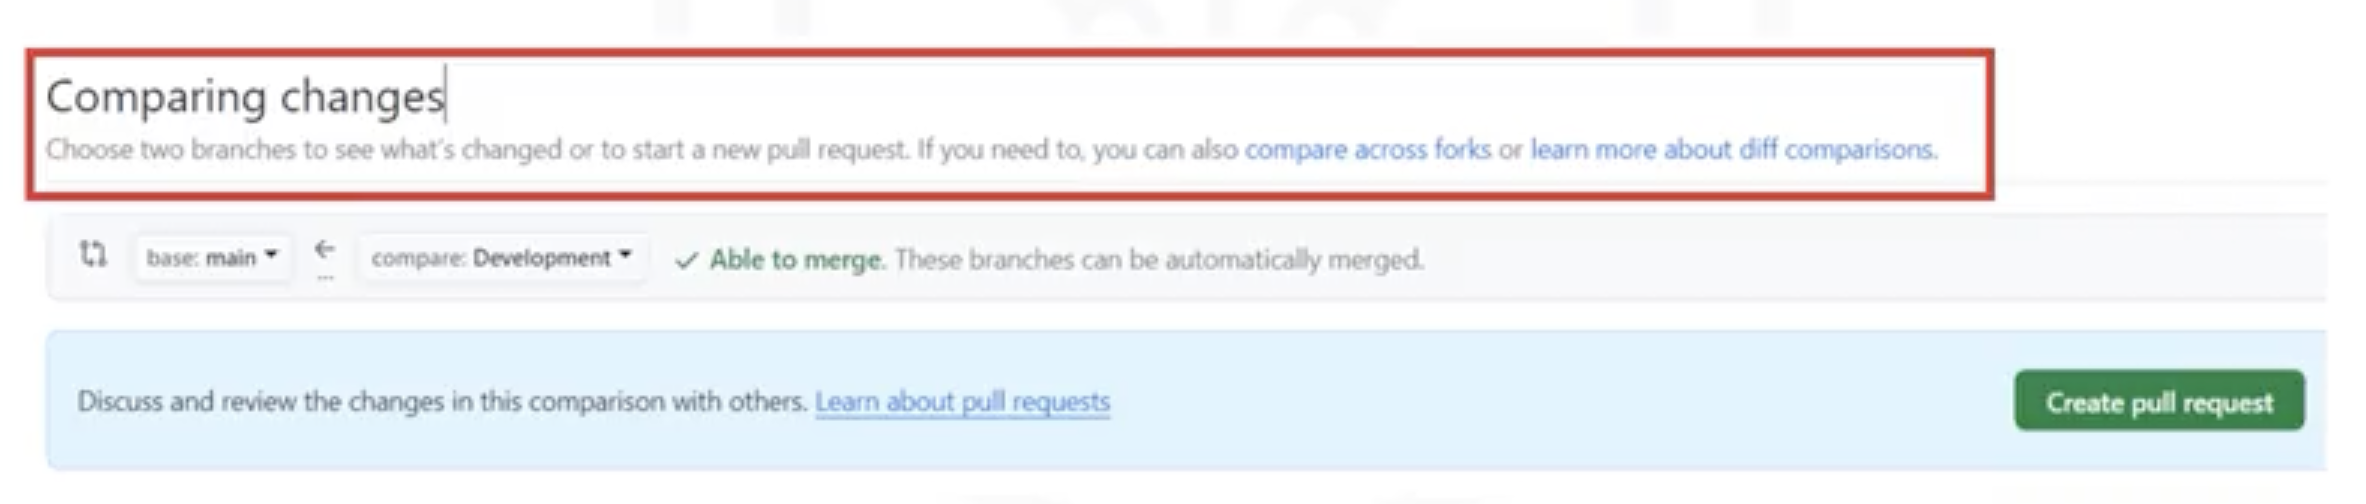 Comparing changes
Choose two branches to see what's changed or to start a new pull request. If you need to, you can also compare across forks or learn more about diff comparisons.
base: main ← compare: Development ✓ Able to merge. These branches can be automatically merged.
Discuss and review the changes in this comparison with others. Learn about pull requests
Create pull request